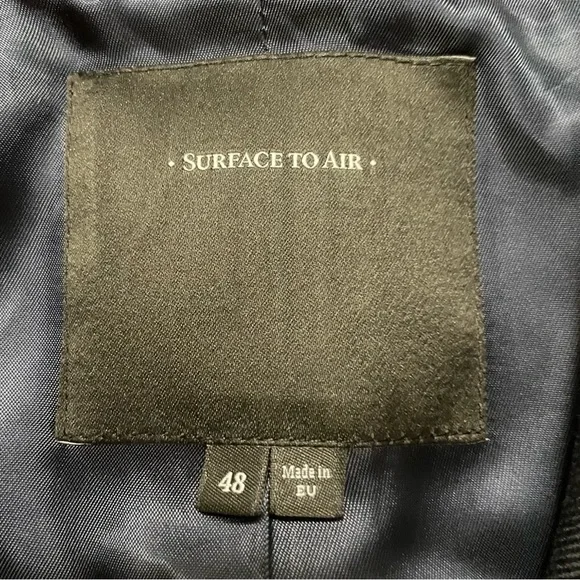 · SURFACE TO AIR ·
48
Made in
EU